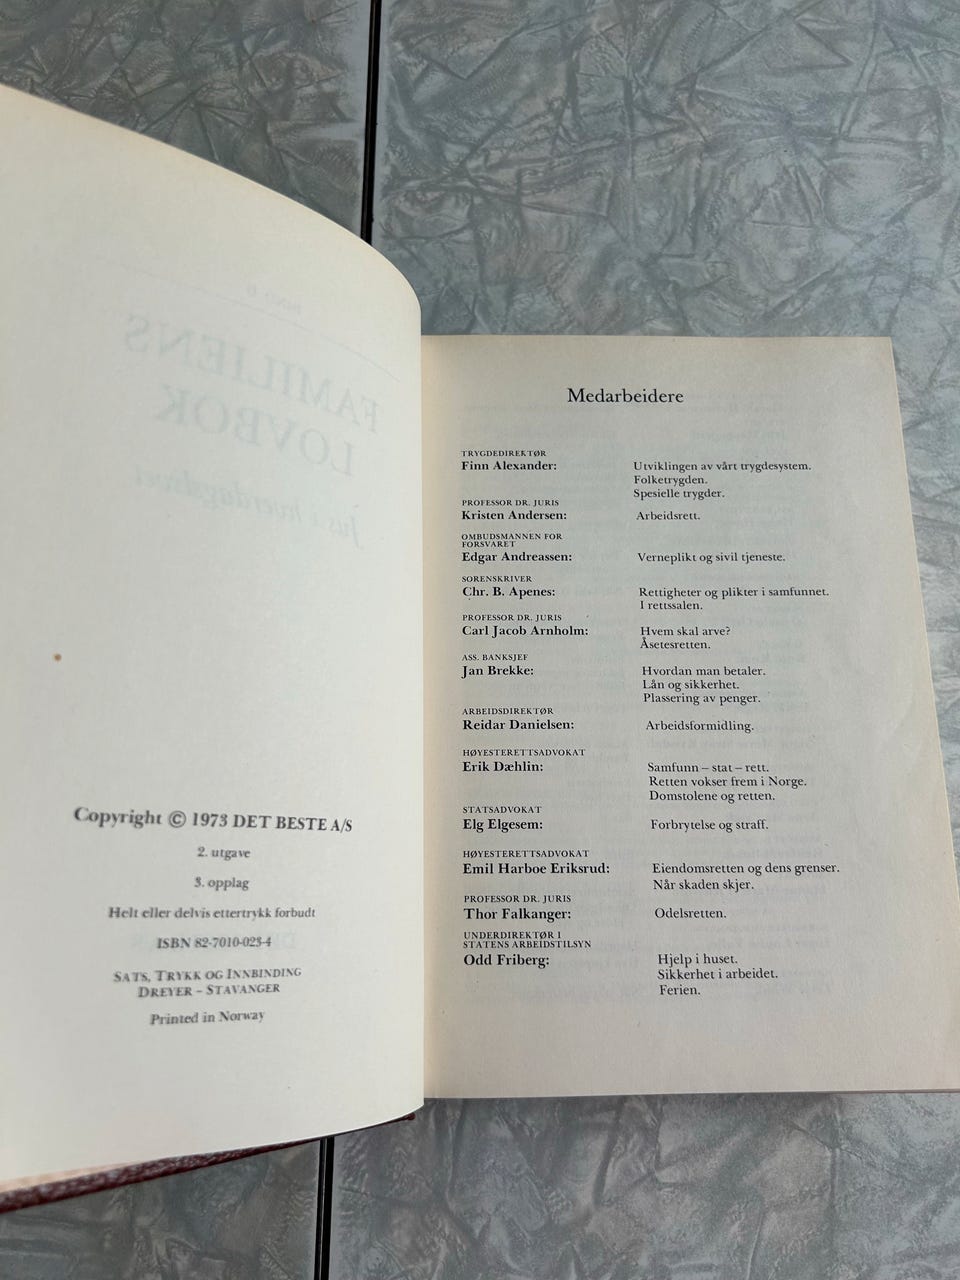 FAMILIENS
LOVBOK
Jus i hverdagslivet
Copyright © 1973 DET BESTE A/S
2. utgave
3. opplag
Helt eller delvis ettertrykk forbudt
ISBN 82-7010-023-4
SATS, TRYKK OG INNBINDING
DREYER – STAVANGER
Printed in Norway
Medarbeidere
TRYGDEDIREKTØR
Finn Alexander: Utviklingen av vårt trygdesystem.
Folketrygden.
Spesielle trygder.
PROFESSOR DR. JURIS
Kristen Andersen: Arbeidsrett.
OMBUDSMANNEN FOR
FORSVARET
Edgar Andreassen: Verneplikt og sivil tjeneste.
SORENSKRIVER
Chr. B. Apenes: Rettigheter og plikter i samfunnet.
I rettssalen.
PROFESSOR DR. JURIS
Carl Jacob Arnholm: Hvem skal arve?
Åsetesretten.
ASS. BANKSJEF
Jan Brekke: Hvordan man betaler.
Lån og sikkerhet.
Plassering av penger.
ARBEIDSDIREKTØR
Reidar Danielsen: Arbeidsformidling.
HØYESTERETTSADVOKAT
Erik Dæhlin: Samfunn – stat – rett.
Retten vokser frem i Norge.
Domstolene og retten.
STATSADVOKAT
Elg Elgesem: Forbrytelse og straff.
HØYESTERETTSADVOKAT
Emil Harboe Eriksrud: Eiendomsretten og dens grenser.
Når skaden skjer.
PROFESSOR DR. JURIS
Thor Falkanger: Odelsretten.
UNDERDIREKTØR I
STATENS ARBEIDSTILSYN
Odd Friberg: Hjelp i huset.
Sikkerhet i arbeidet.
Ferien.